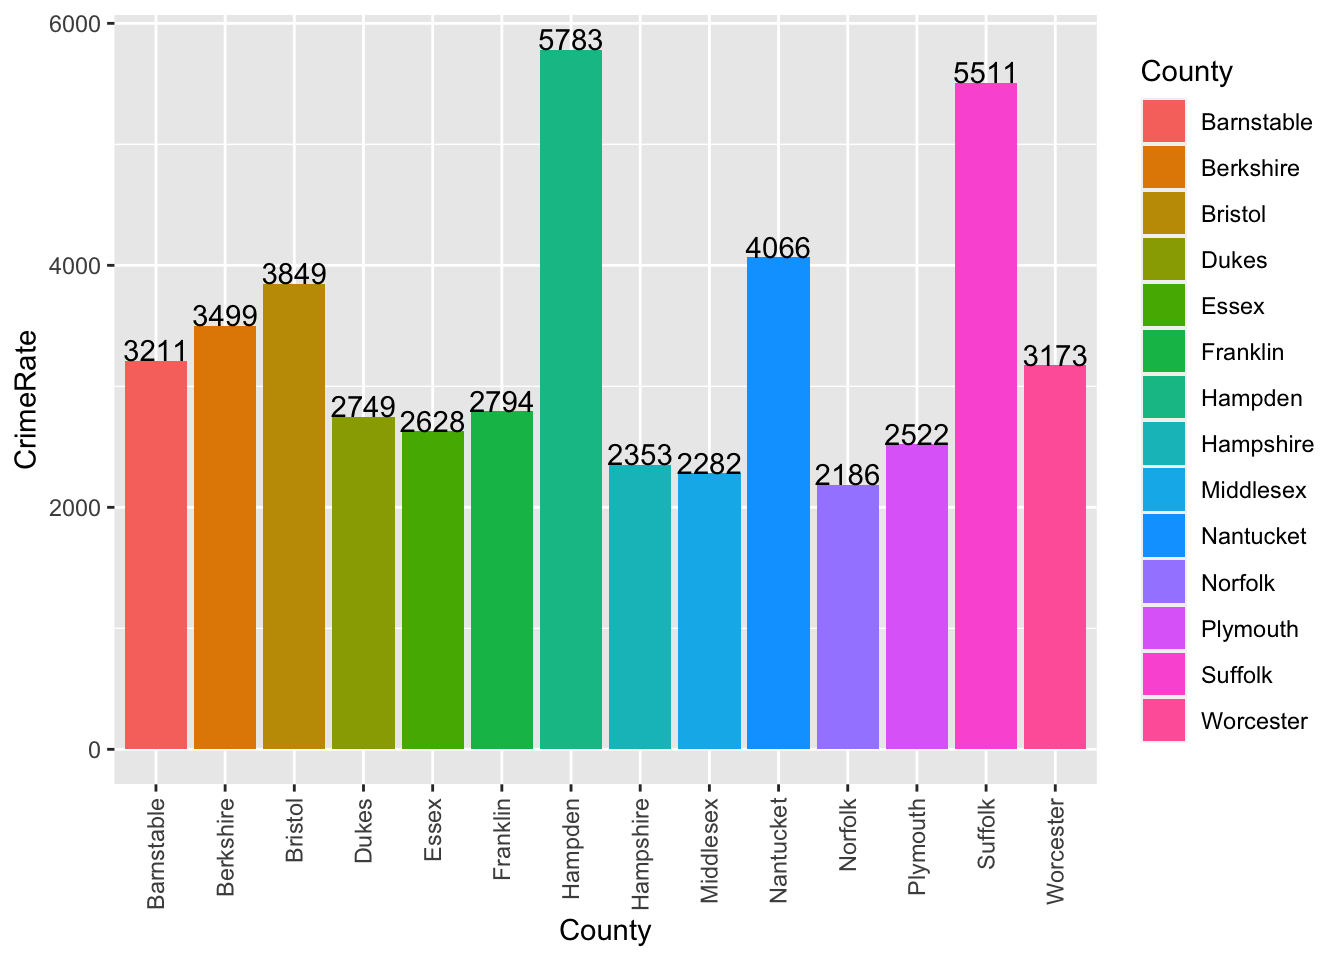 6000
4000
2000
0
CrimeRate
3211
3499
3849
2749
2628
2794
5783
2353
2282
4066
2186
2522
5511
3173
Barnstable
Berkshire
Bristol
Dukes
Essex
Franklin
Hampden
Hampshire
Middlesex
Nantucket
Norfolk
Plymouth
Suffolk
Worcester
County
County
Barnstable
Berkshire
Bristol
Dukes
Essex
Franklin
Hampden
Hampshire
Middlesex
Nantucket
Norfolk
Plymouth
Suffolk
Worcester